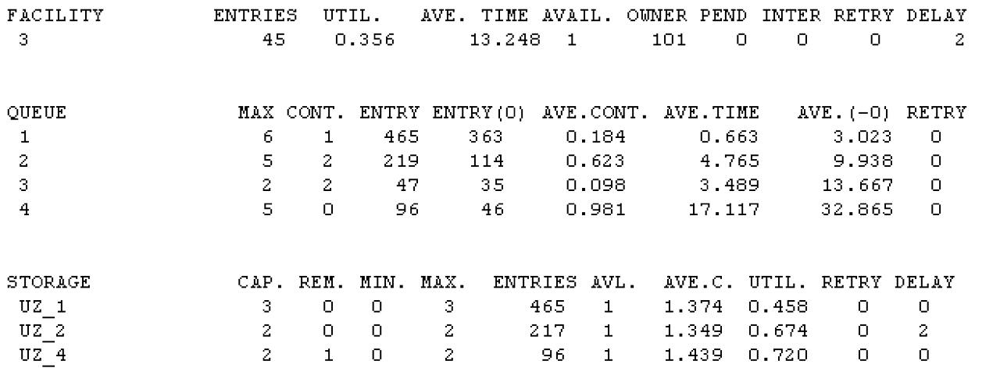 FACILITY ENTRIES UTIL. AVE. TIME AVAIL. OWNER PEND INTER RETRY DELAY
3 45 0.356 13.248 1 101 0 0 0 2
QUEUE MAX CONT. ENTRY ENTRY(0) AVE.CONT. AVE.TIME AVE.(-0) RETRY
1 6 1 465 363 0.184 0.663 3.023 0
2 5 2 219 114 0.623 4.765 9.938 0
3 2 2 47 35 0.098 3.489 13.667 0
4 5 0 96 46 0.981 17.117 32.865 0
STORAGE CAP. REM. MIN. MAX. ENTRIES AVL. AVE.C. UTIL. RETRY DELAY
UZ_1 3 0 0 3 465 1 1.374 0.458 0 0
UZ_2 2 0 0 2 217 1 1.349 0.674 0 2
UZ_4 2 1 0 2 96 1 1.439 0.720 0 0